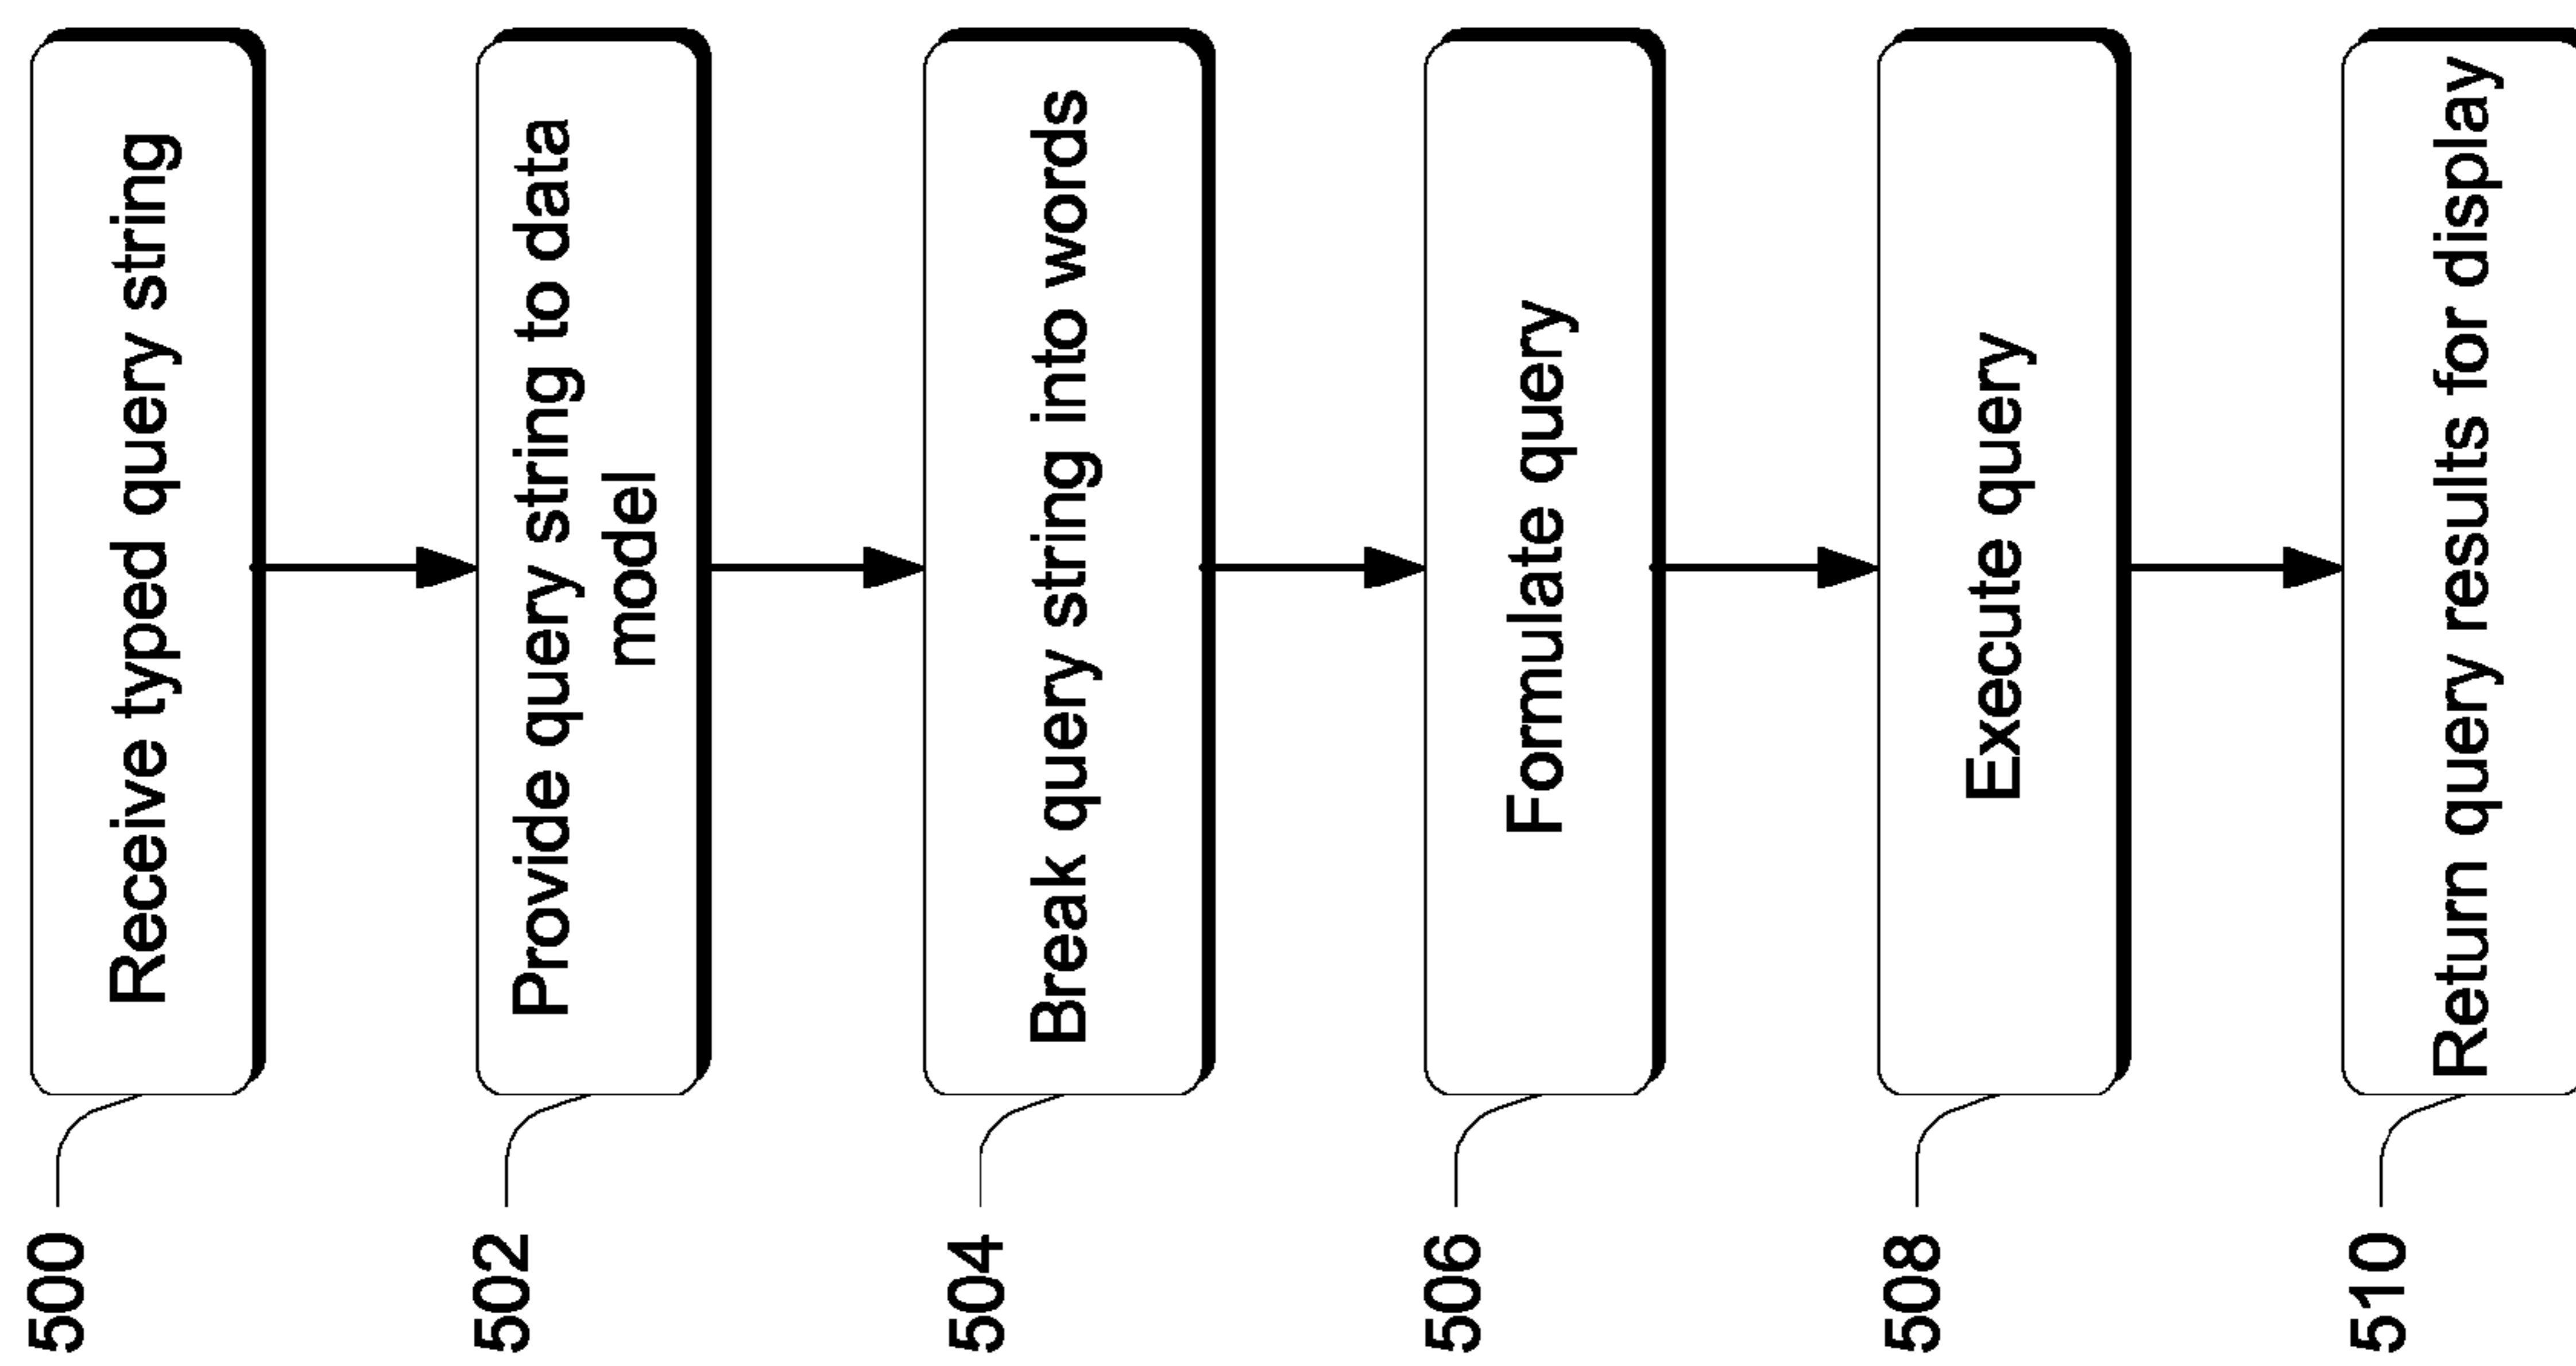 500
Receive typed query string
502
Provide query string to data
model
504
Break query string into words
506
Formulate query
508
Execute query
510
Return query results for display